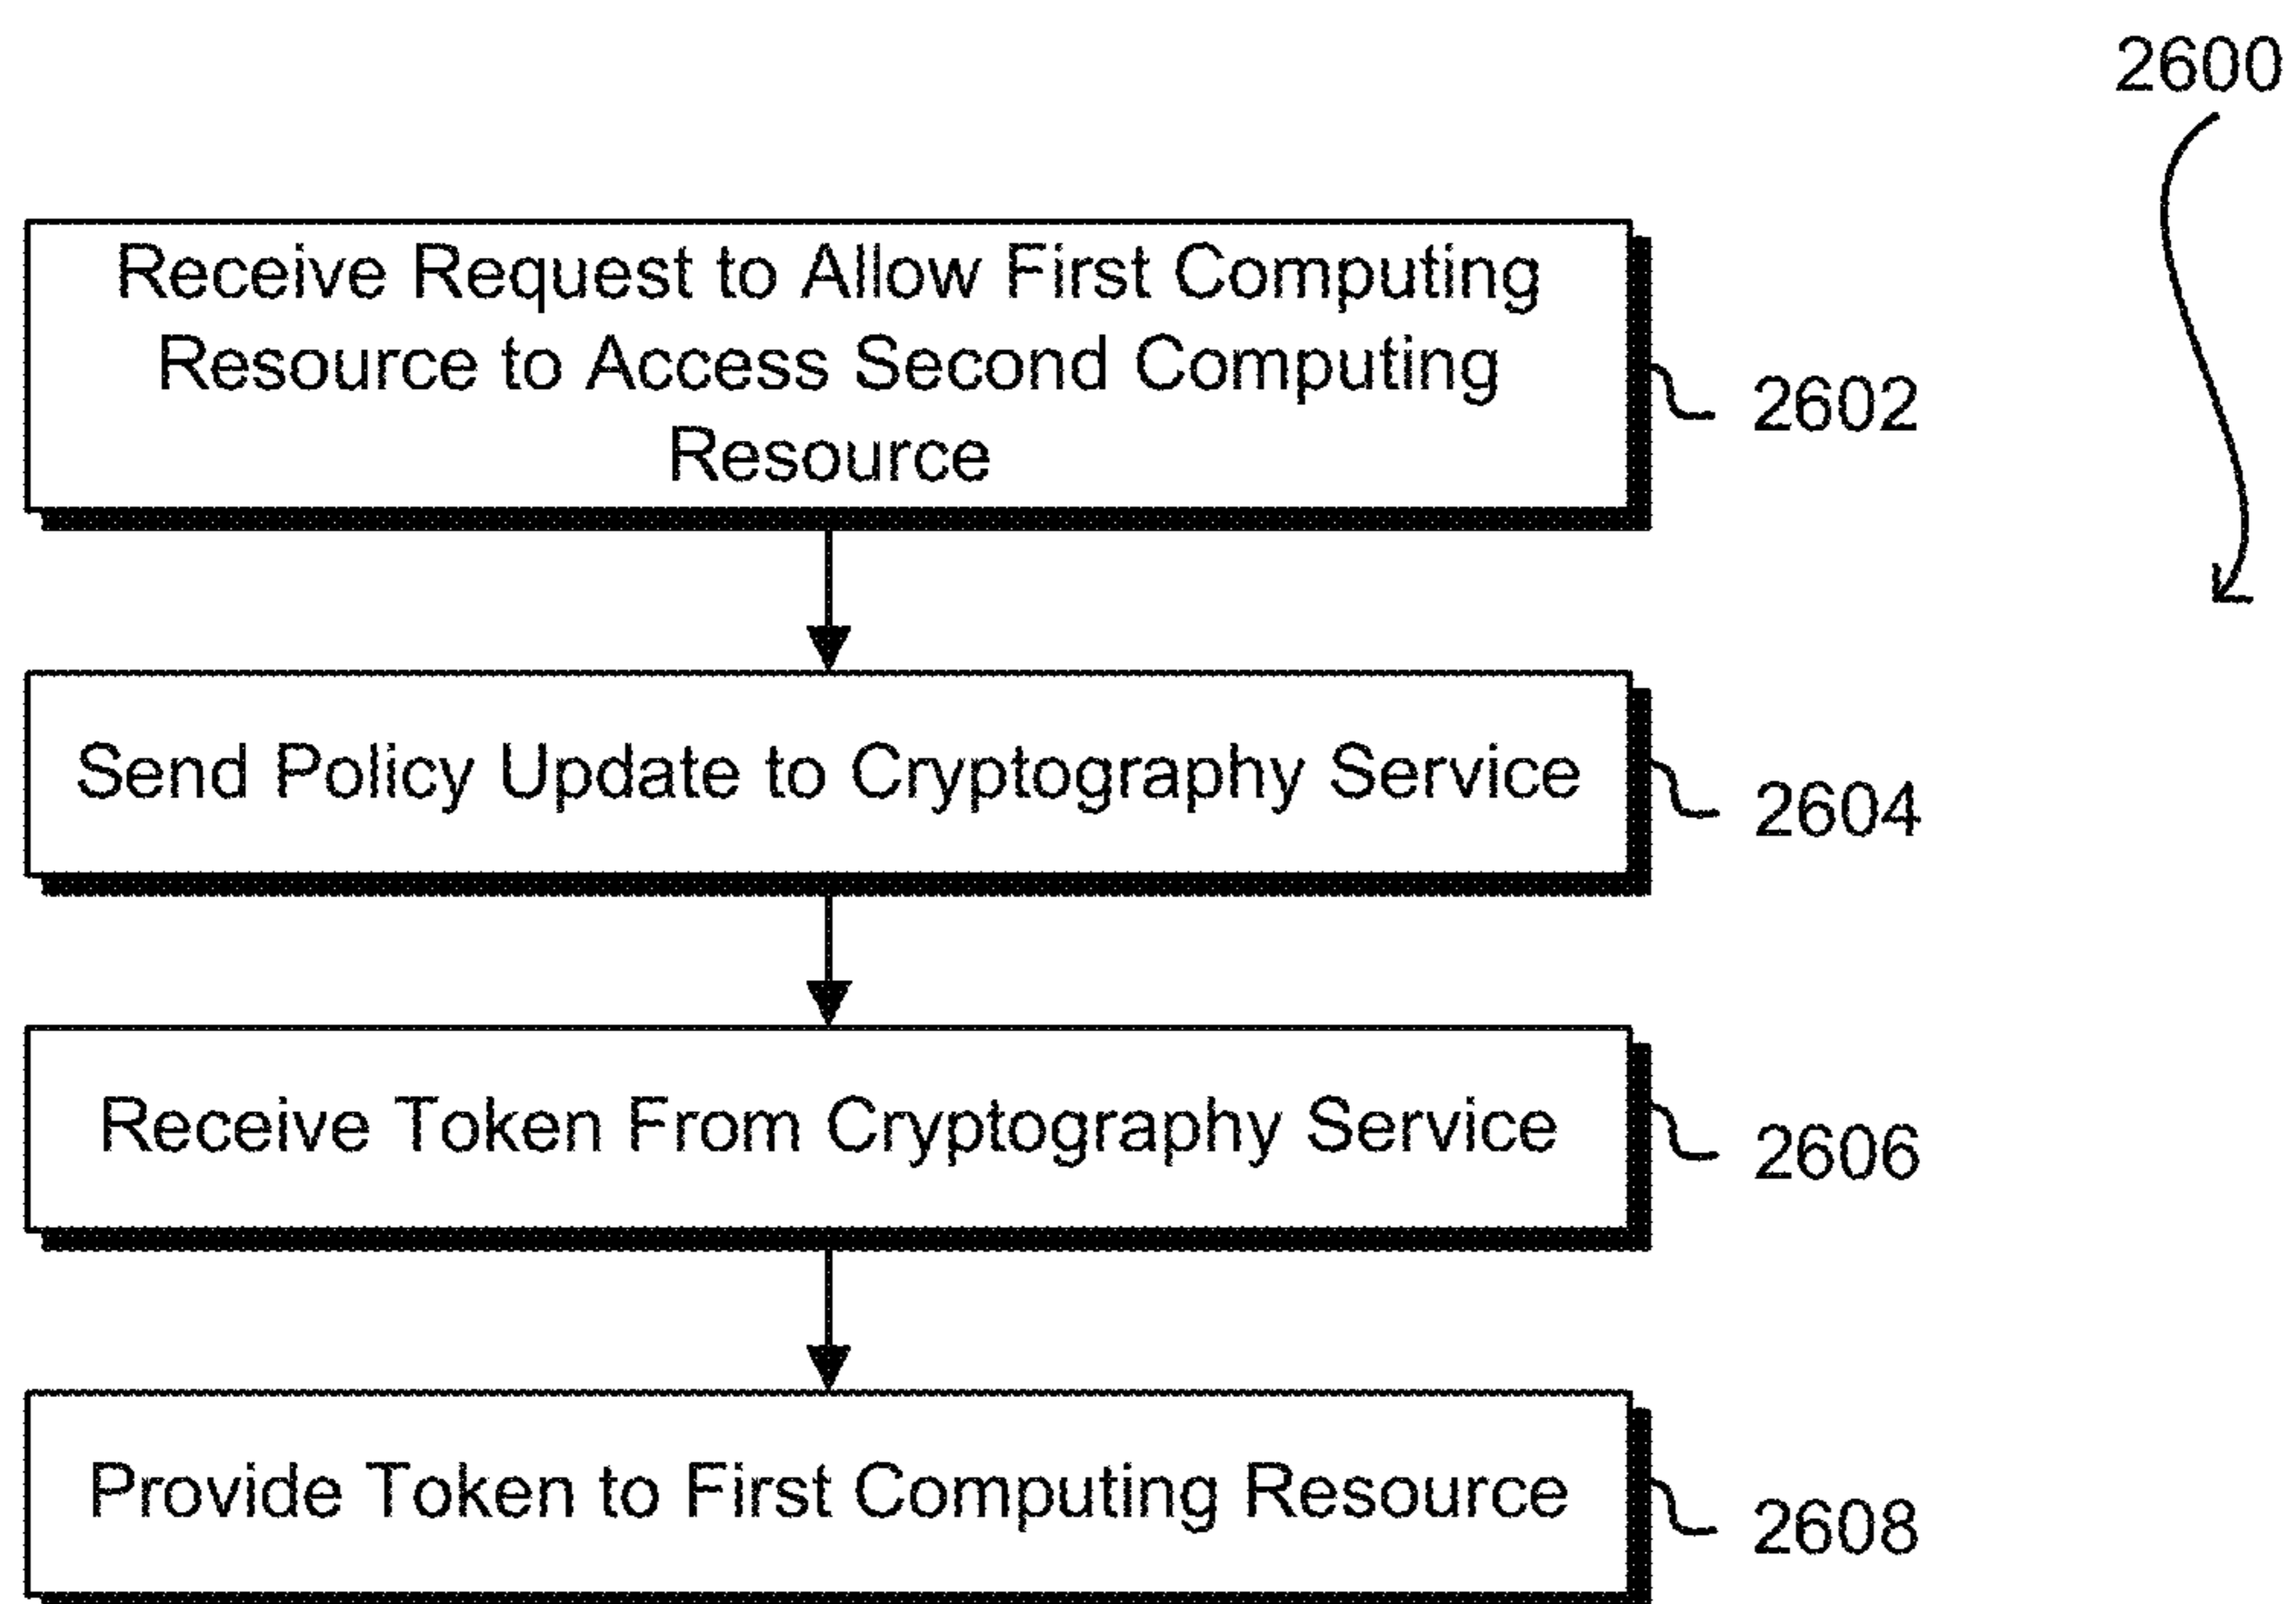 2600
Receive Request to Allow First Computing
Resource to Access Second Computing
Resource
2602
Send Policy Update to Cryptography Service
2604
Receive Token From Cryptography Service
2606
Provide Token to First Computing Resource
2608